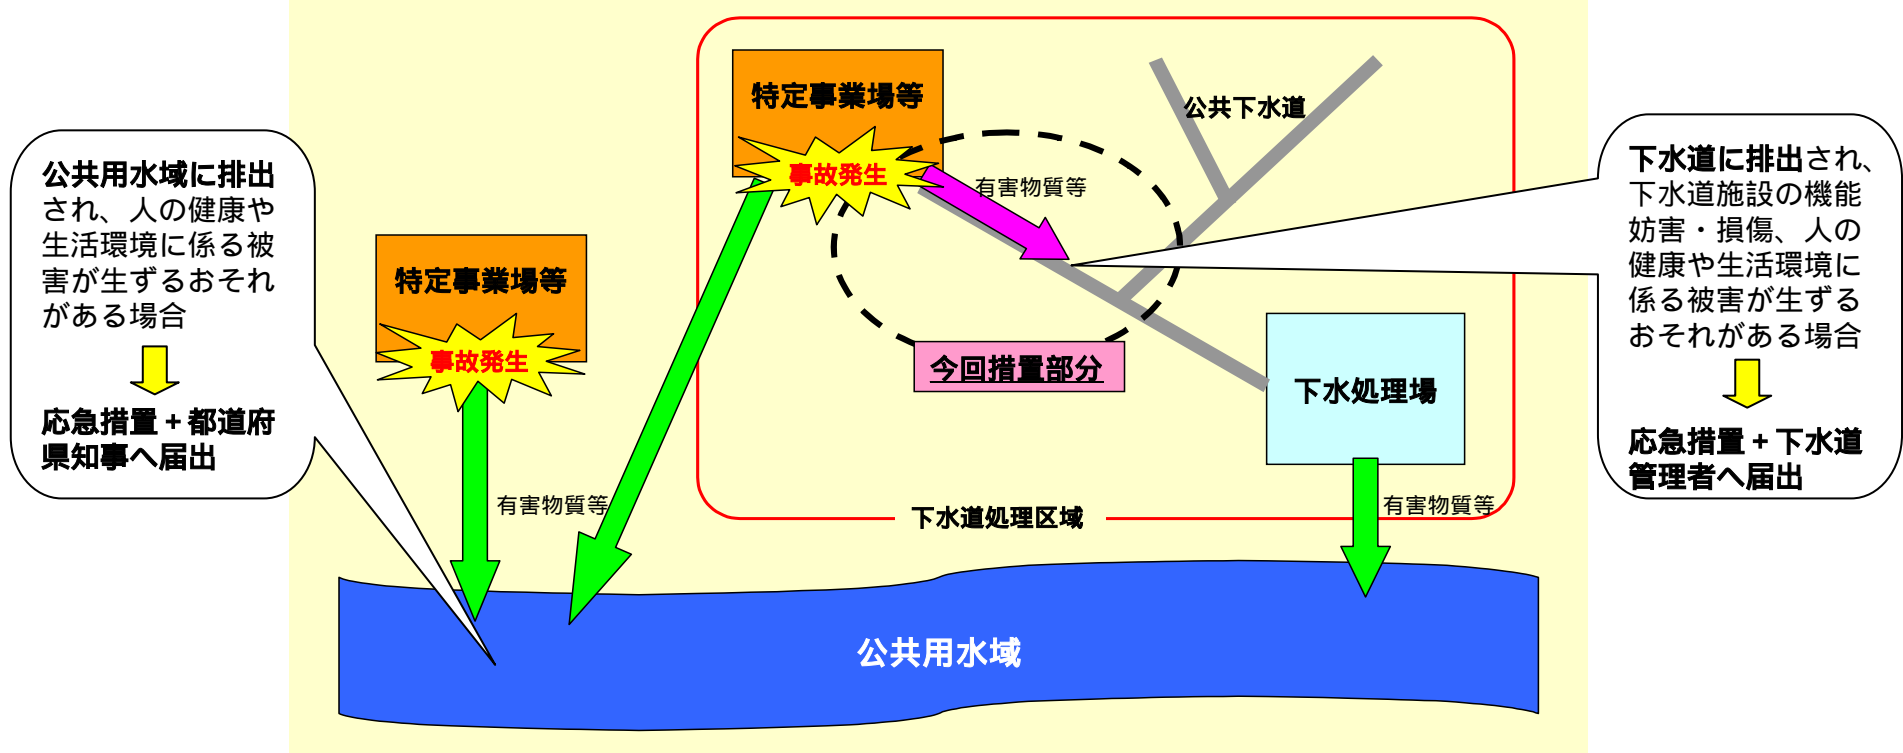 公共用水域に排出
され、人の健康や
生活環境に係る被
害が生ずるおそれ
がある場合
応急措置+都道府
県知事へ届出
特定事業場等
事故発生
有害物質等
特定事業場等
事故発生
有害物質等
公共下水道
今回措置部分
下水処理場
有害物質等
下水道処理区域
公共用水域
下水道に排出され、
下水道施設の機能
妨害・損傷、人の
健康や生活環境に
係る被害が生ずる
おそれがある場合
応急措置+下水道
管理者へ届出